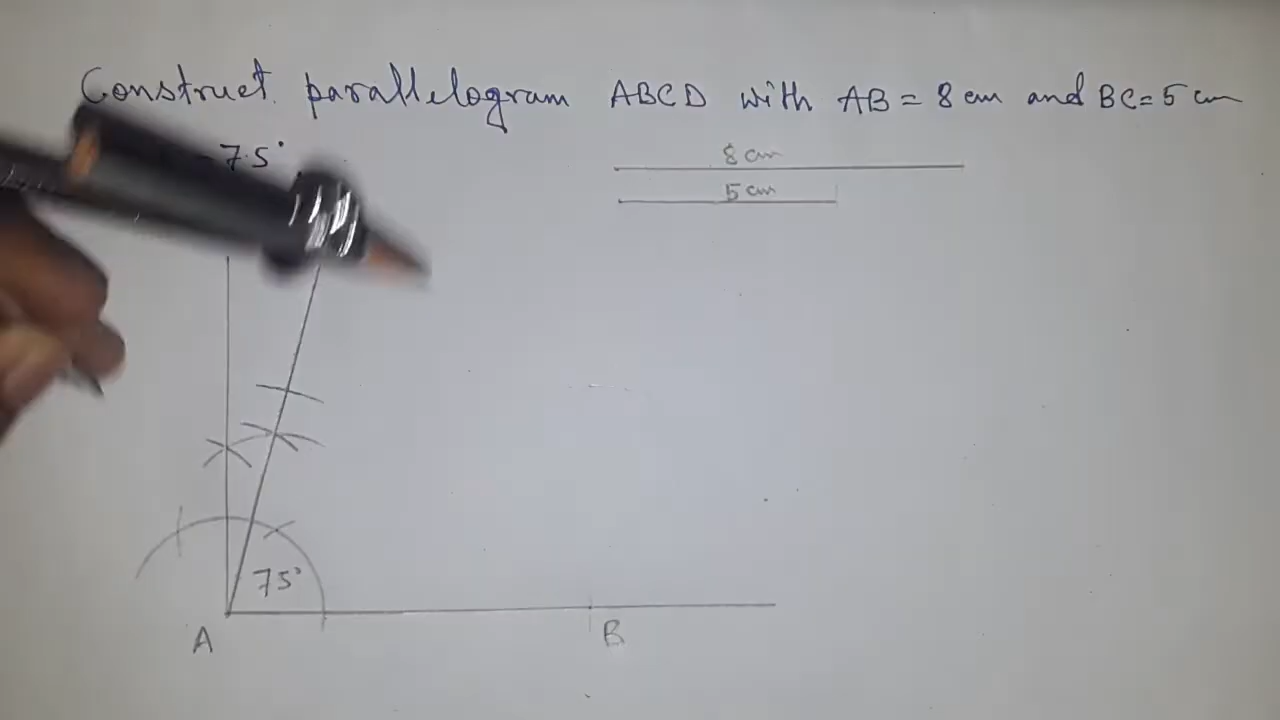 Construct parallelogram ABCD with AB = 8 cm and BC = 5 cm
75°
8 cm
5 cm
75°
A
B